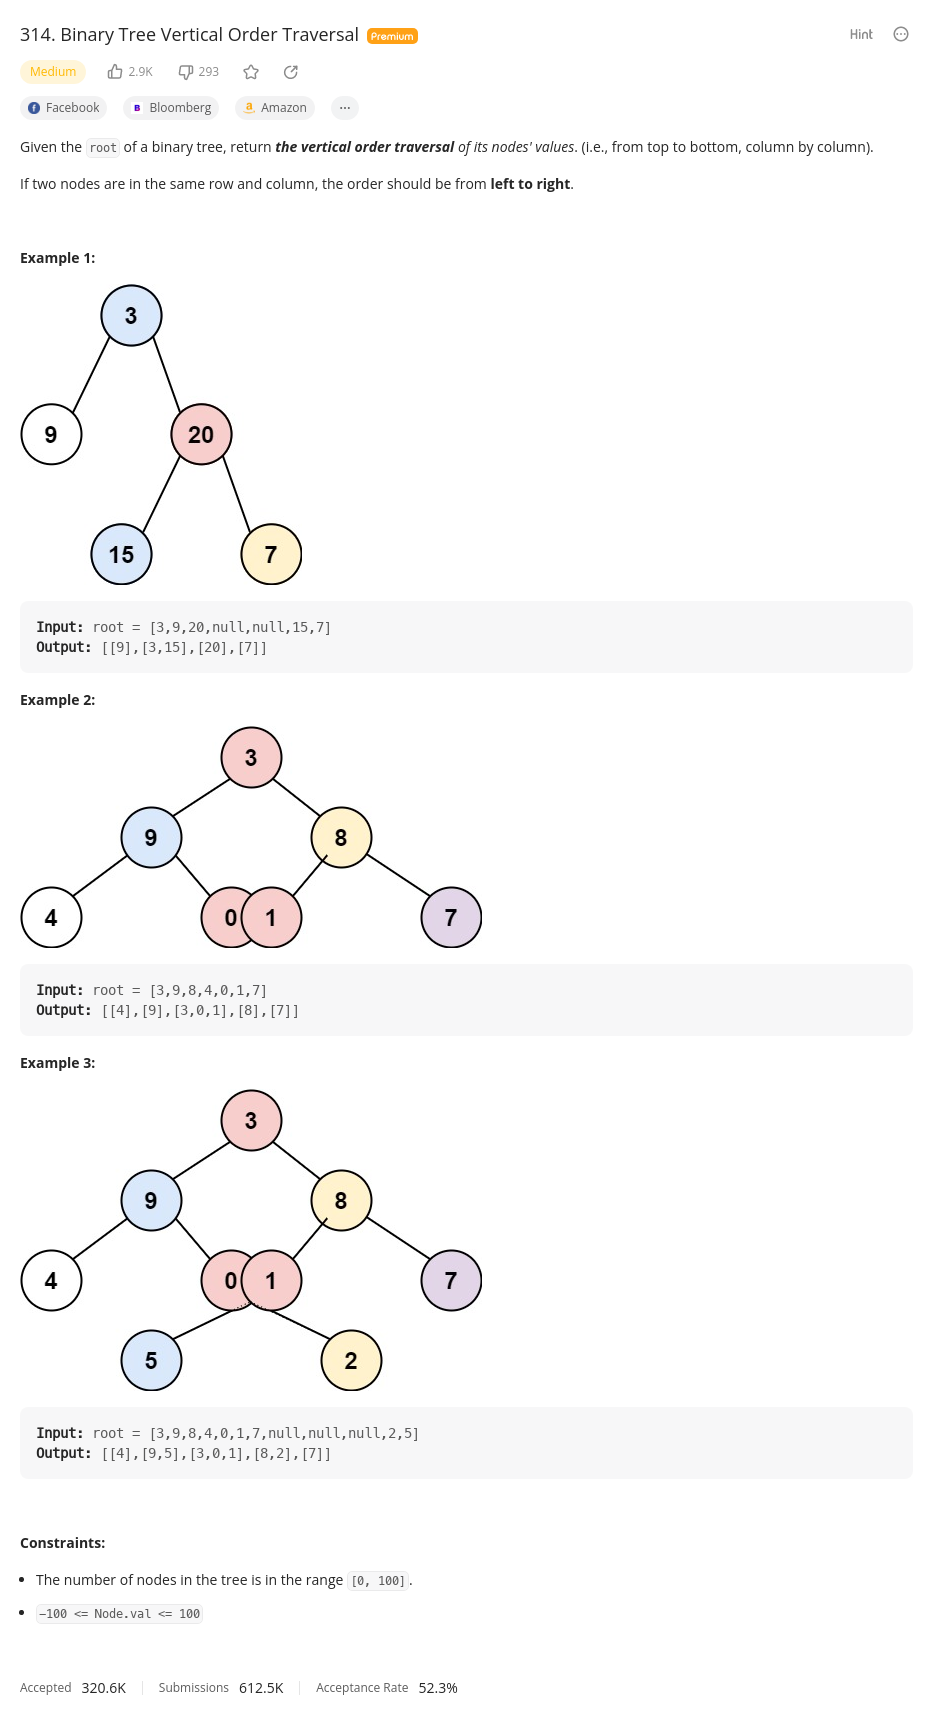 314. Binary Tree Vertical Order Traversal Premium Hint
Medium 2.9K 293
Facebook Bloomberg Amazon ...
Given the root of a binary tree, return the vertical order traversal of its nodes' values. (i.e., from top to bottom, column by column).
If two nodes are in the same row and column, the order should be from left to right.
Example 1:
3
9 20
15 7
Input: root = [3,9,20,null,null,15,7]
Output: [[9],[3,15],[20],[7]]
Example 2:
3
9 8
4 0 1 7
Input: root = [3,9,8,4,0,1,7]
Output: [[4],[9],[3,0,1],[8],[7]]
Example 3:
3
9 8
4 0 1 7
5 2
Input: root = [3,9,8,4,0,1,7,null,null,null,2,5]
Output: [[4],[9,5],[3,0,1],[8,2],[7]]
Constraints:
• The number of nodes in the tree is in the range [0, 100].
• -100 <= Node.val <= 100
Accepted 320.6K Submissions 612.5K Acceptance Rate 52.3%